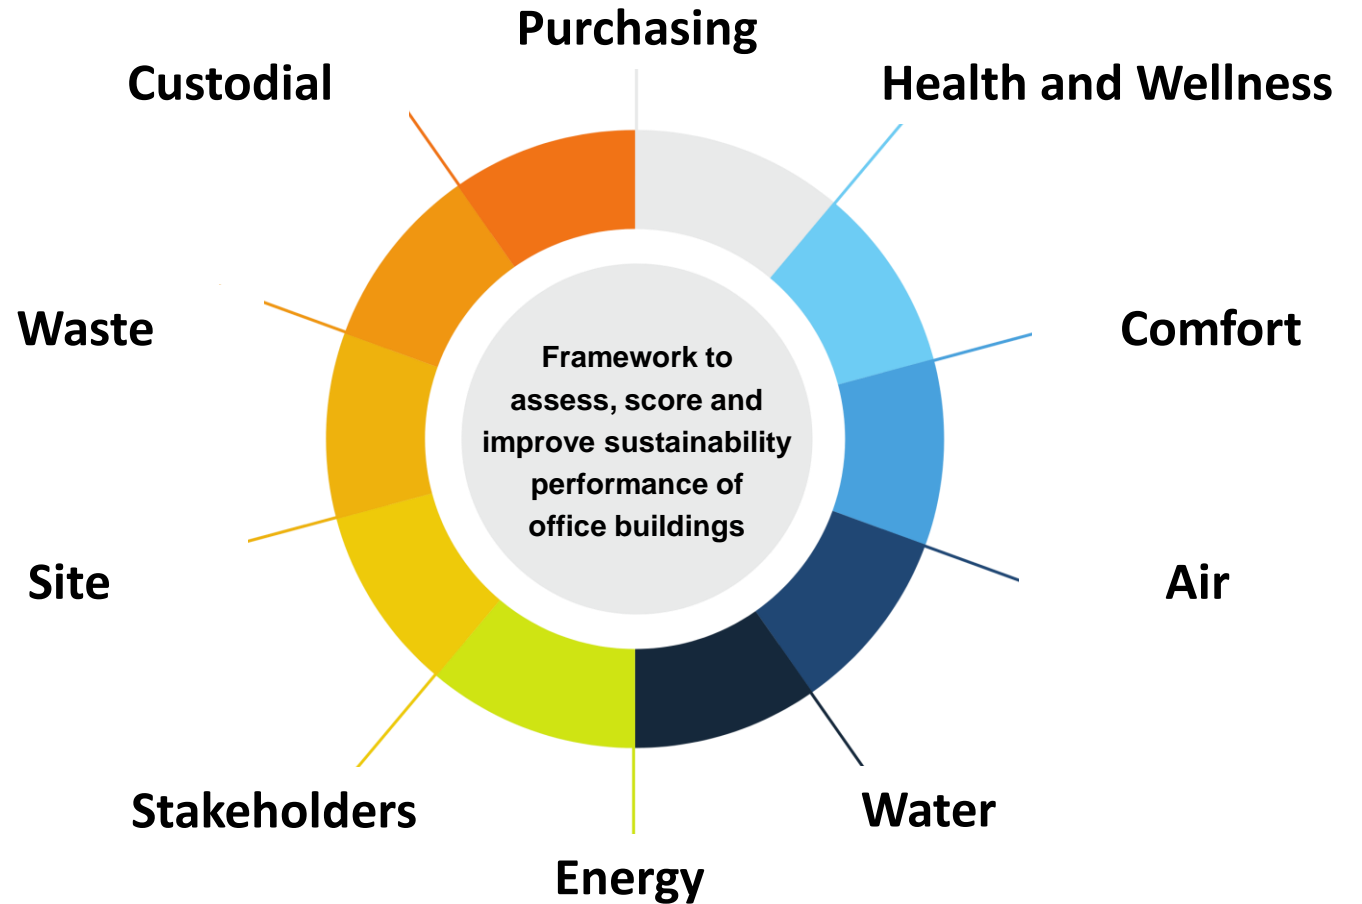 Purchasing
Custodial
Health and Wellness
Waste
Comfort
Framework to
assess, score and
improve sustainability
performance of
office buildings
Site
Air
Stakeholders
Water
Energy